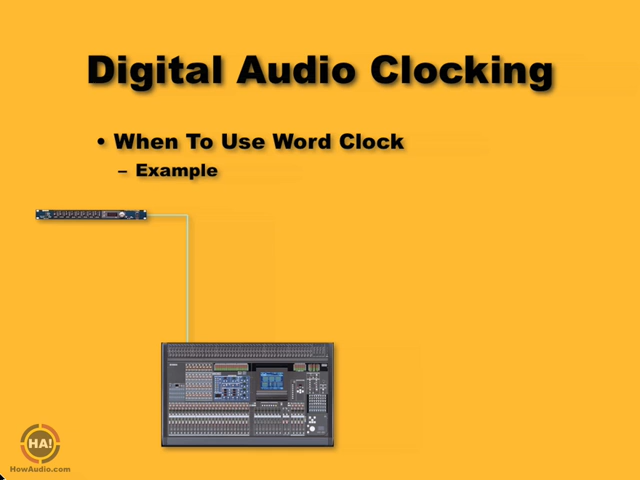 Digital Audio Clocking
• When To Use Word Clock
– Example
HA!
HowAudio.com